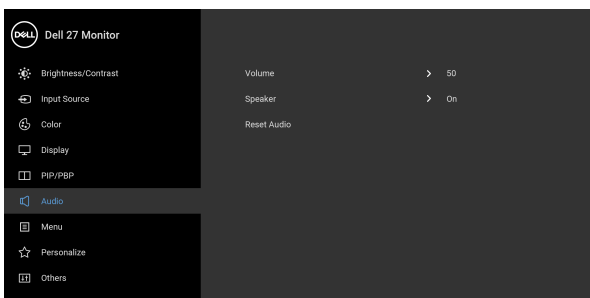 DELL Dell 27 Monitor
Brightness/Contrast
Input Source
Color
Display
PIP/PBP
Audio
Menu
Personalize
Others
Volume 50
Speaker On
Reset Audio